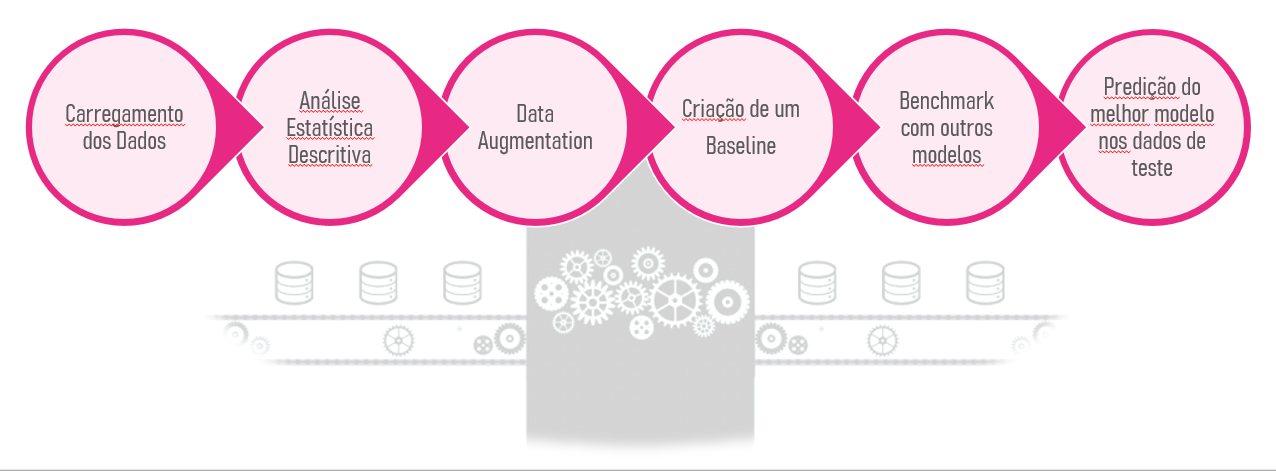 Carregamento
dos Dados
Análise
Estatística
Descritiva
Data
Augmentation
Criação de um
Baseline
Benchmark
com outros
modelos
Predição do
melhor modelo
nos dados de
teste